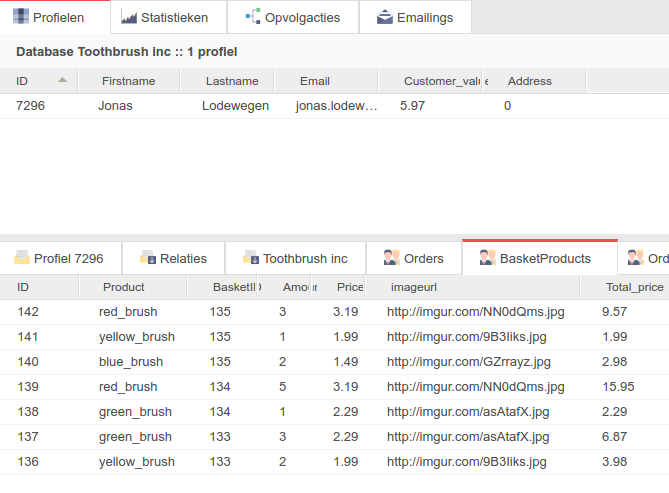 Profielen Statistieken Opvolgacties Emailings
Database Toothbrush inc :: 1 profiel
ID Firstname Lastname Email Customer_value Address
7296 Jonas Lodewegen jonas.lodew… 5.97 0
Profiel 7296 Relaties Toothbrush inc Orders BasketProducts Ord
ID Product BasketID Amour Price imageurl Total_price
142 red_brush 135 3 3.19 http://imgur.com/NN0dQms.jpg 9.57
141 yellow_brush 135 1 1.99 http://imgur.com/9B3Iiks.jpg 1.99
140 blue_brush 135 2 1.49 http://imgur.com/GZrrayz.jpg 2.98
139 red_brush 134 5 3.19 http://imgur.com/NN0dQms.jpg 15.95
138 green_brush 134 1 2.29 http://imgur.com/asAtafX.jpg 2.29
137 green_brush 133 3 2.29 http://imgur.com/asAtafX.jpg 6.87
136 yellow_brush 133 2 1.99 http://imgur.com/9B3Iiks.jpg 3.98